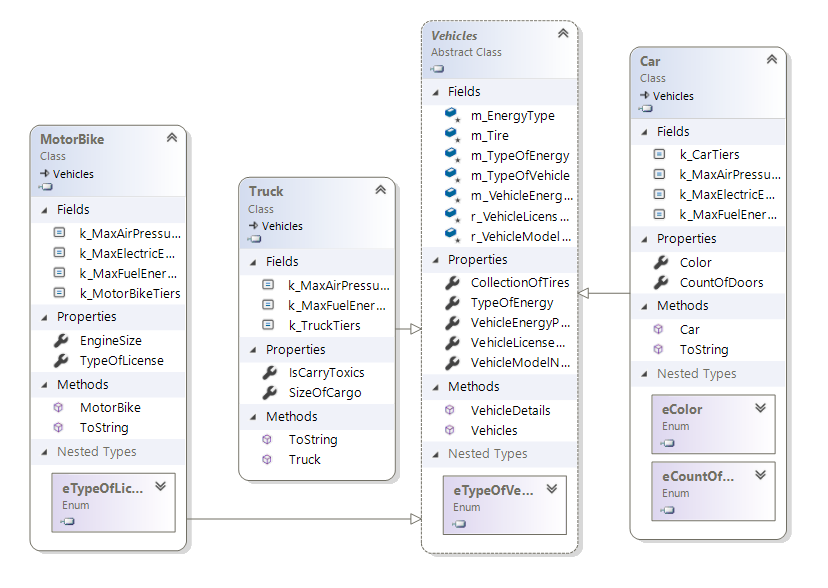 MotorBike
Class
Vehicles
Fields
k_MaxAirPressu...
k_MaxElectricE...
k_MaxFuelEner...
k_MotorBikeTiers
Properties
EngineSize
TypeOfLicense
Methods
MotorBike
ToString
Nested Types
eTypeOfLic...
Enum
Truck
Class
Vehicles
Fields
k_MaxAirPressu...
k_MaxFuelEner...
k_TruckTiers
Properties
IsCarryToxics
SizeOfCargo
Methods
ToString
Truck
Vehicles
Abstract Class
Fields
m_EnergyType
m_Tire
m_TypeOfEnergy
m_TypeOfVehicle
m_VehicleEnerg...
r_VehicleLicens...
r_VehicleModel...
Properties
CollectionOfTires
TypeOfEnergy
VehicleEnergyP...
VehicleLicense...
VehicleModelN...
Methods
VehicleDetails
Vehicles
Nested Types
eTypeOfVe...
Enum
Car
Class
Vehicles
Fields
k_CarTiers
k_MaxAirPressu...
k_MaxElectricE...
k_MaxFuelEner...
Properties
Color
CountOfDoors
Methods
Car
ToString
Nested Types
eColor
Enum
eCountOf...
Enum